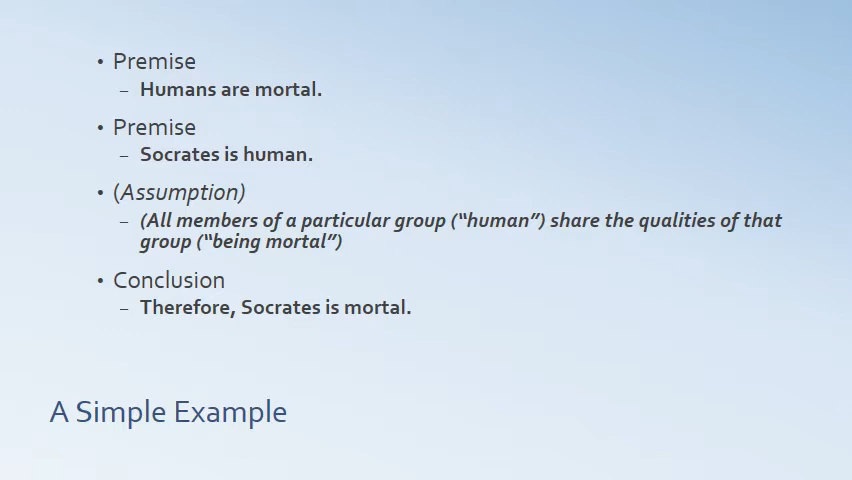 • Premise
– Humans are mortal.
• Premise
– Socrates is human.
• (Assumption)
– (All members of a particular group (“human”) share the qualities of that
group (“being mortal”)
• Conclusion
– Therefore, Socrates is mortal.
A Simple Example